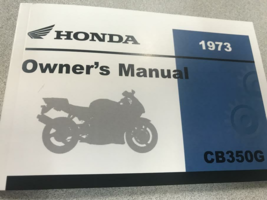 HONDA
1973
Owner's Manual
CB350G